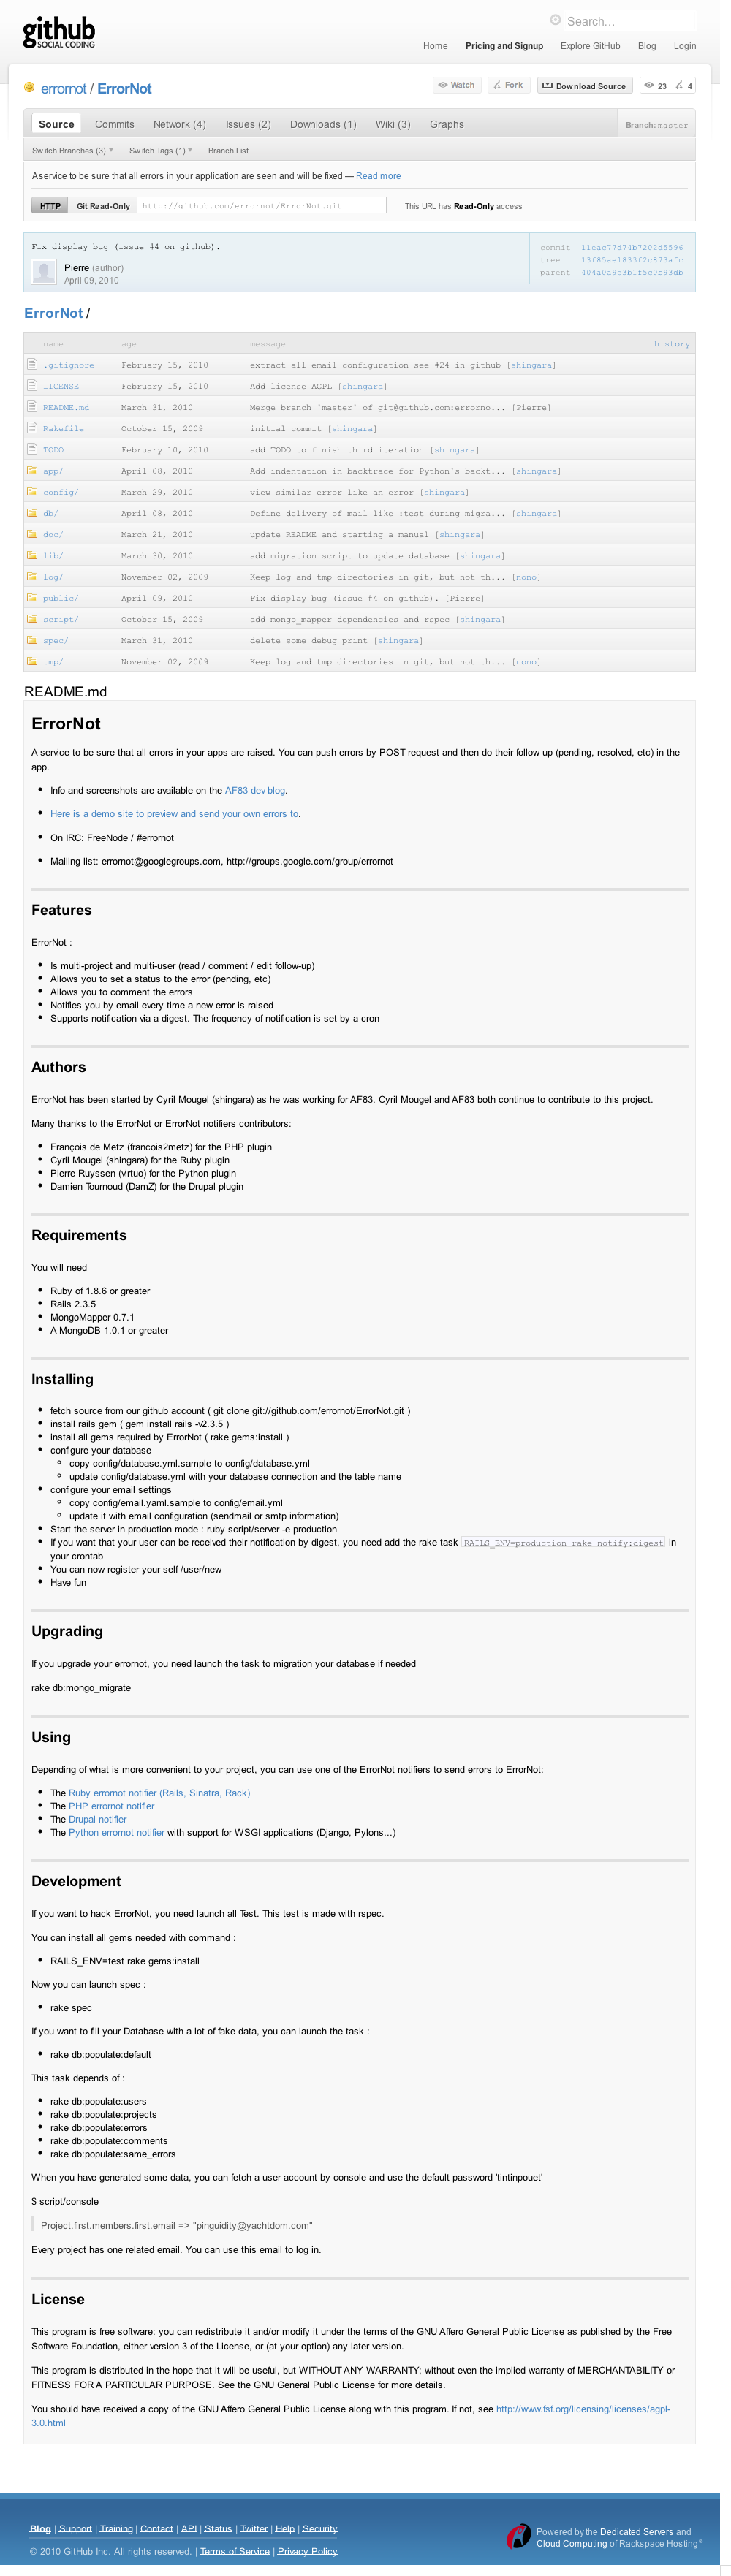 github
SOCIAL CODING
Search...
Home Pricing and Signup Explore GitHub Blog Login
errornot / ErrorNot
Watch Fork Download Source 23 4
Source Commits Network (4) Issues (2) Downloads (1) Wiki (3) Graphs Branch: master
Switch Branches (3) Switch Tags (1) Branch List
A service to be sure that all errors in your application are seen and will be fixed — Read more
HTTP Git Read-Only http://github.com/errornot/ErrorNot.git This URL has Read-Only access
Fix display bug (issue #4 on github).
Pierre (author)
April 09, 2010
commit 11eac77d74b7202d5596
tree 13f85ae1833f2c873afc
parent 404a0a9e3b1f5c0b93db
ErrorNot /
name age message history
.gitignore February 15, 2010 extract all email configuration see #24 in github [shingara]
LICENSE February 15, 2010 Add license AGPL [shingara]
README.md March 31, 2010 Merge branch 'master' of git@github.com:errorno... [Pierre]
Rakefile October 15, 2009 initial commit [shingara]
TODO February 10, 2010 add TODO to finish third iteration [shingara]
app/ April 08, 2010 Add indentation in backtrace for Python's backt... [shingara]
config/ March 29, 2010 view similar error like an error [shingara]
db/ April 08, 2010 Define delivery of mail like :test during migra... [shingara]
doc/ March 21, 2010 update README and starting a manual [shingara]
lib/ March 30, 2010 add migration script to update database [shingara]
log/ November 02, 2009 Keep log and tmp directories in git, but not th... [nono]
public/ April 09, 2010 Fix display bug (issue #4 on github). [Pierre]
script/ October 15, 2009 add mongo_mapper dependencies and rspec [shingara]
spec/ March 31, 2010 delete some debug print [shingara]
tmp/ November 02, 2009 Keep log and tmp directories in git, but not th... [nono]
README.md
ErrorNot
A service to be sure that all errors in your apps are raised. You can push errors by POST request and then do their follow up (pending, resolved, etc) in the
app.
Info and screenshots are available on the AF83 dev blog.
Here is a demo site to preview and send your own errors to.
On IRC: FreeNode / #errornot
Mailing list: errornot@googlegroups.com, http://groups.google.com/group/errornot
Features
ErrorNot :
Is multi-project and multi-user (read / comment / edit follow-up)
Allows you to set a status to the error (pending, etc)
Allows you to comment the errors
Notifies you by email every time a new error is raised
Supports notification via a digest. The frequency of notification is set by a cron
Authors
ErrorNot has been started by Cyril Mougel (shingara) as he was working for AF83. Cyril Mougel and AF83 both continue to contribute to this project.
Many thanks to the ErrorNot or ErrorNot notifiers contributors:
François de Metz (francois2metz) for the PHP plugin
Cyril Mougel (shingara) for the Ruby plugin
Pierre Ruyssen (virtuo) for the Python plugin
Damien Tournoud (DamZ) for the Drupal plugin
Requirements
You will need
Ruby of 1.8.6 or greater
Rails 2.3.5
MongoMapper 0.7.1
A MongoDB 1.0.1 or greater
Installing
fetch source from our github account ( git clone git://github.com/errornot/ErrorNot.git )
install rails gem ( gem install rails -v2.3.5 )
install all gems required by ErrorNot ( rake gems:install )
configure your database
copy config/database.yml.sample to config/database.yml
update config/database.yml with your database connection and the table name
configure your email settings
copy config/email.yaml.sample to config/email.yml
update it with email configuration (sendmail or smtp information)
Start the server in production mode : ruby script/server -e production
If you want that your user can be received their notification by digest, you need add the rake task RAILS_ENV=production rake notify:digest in
your crontab
You can now register your self /user/new
Have fun
Upgrading
If you upgrade your errornot, you need launch the task to migration your database if needed
rake db:mongo_migrate
Using
Depending of what is more convenient to your project, you can use one of the ErrorNot notifiers to send errors to ErrorNot:
The Ruby errornot notifier (Rails, Sinatra, Rack)
The PHP errornot notifier
The Drupal notifier
The Python errornot notifier with support for WSGI applications (Django, Pylons...)
Development
If you want to hack ErrorNot, you need launch all Test. This test is made with rspec.
You can install all gems needed with command :
RAILS_ENV=test rake gems:install
Now you can launch spec :
rake spec
If you want to fill your Database with a lot of fake data, you can launch the task :
rake db:populate:default
This task depends of :
rake db:populate:users
rake db:populate:projects
rake db:populate:errors
rake db:populate:comments
rake db:populate:same_errors
When you have generated some data, you can fetch a user account by console and use the default password 'tintinpouet'
$ script/console
Project.first.members.first.email => "pinguidity@yachtdom.com"
Every project has one related email. You can use this email to log in.
License
This program is free software: you can redistribute it and/or modify it under the terms of the GNU Affero General Public License as published by the Free
Software Foundation, either version 3 of the License, or (at your option) any later version.
This program is distributed in the hope that it will be useful, but WITHOUT ANY WARRANTY; without even the implied warranty of MERCHANTABILITY or
FITNESS FOR A PARTICULAR PURPOSE. See the GNU General Public License for more details.
You should have received a copy of the GNU Affero General Public License along with this program. If not, see http://www.fsf.org/licensing/licenses/agpl-
3.0.html
Blog | Support | Training | Contact | API | Status | Twitter | Help | Security
© 2010 GitHub Inc. All rights reserved. | Terms of Service | Privacy Policy
Powered by the Dedicated Servers and
Cloud Computing of Rackspace Hosting®